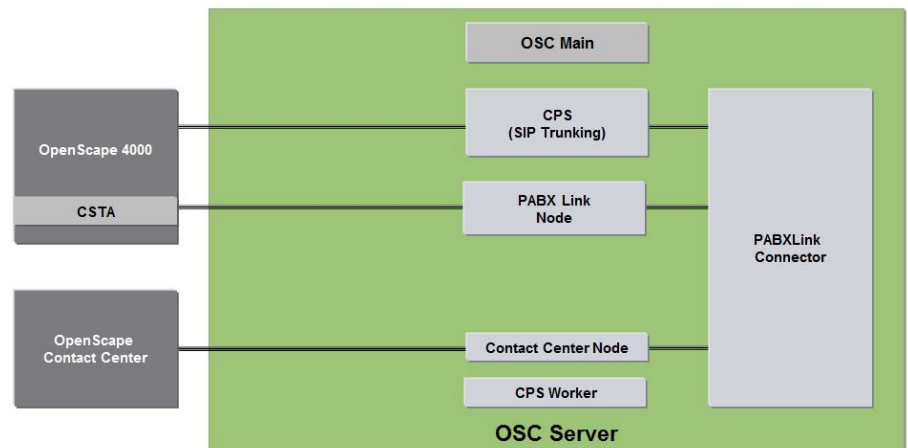 OSC Main
OpenScape 4000
CSTA
CPS
(SIP Trunking)
PABX Link
Node
PABXLink
Connector
OpenScape
Contact Center
Contact Center Node
CPS Worker
OSC Server